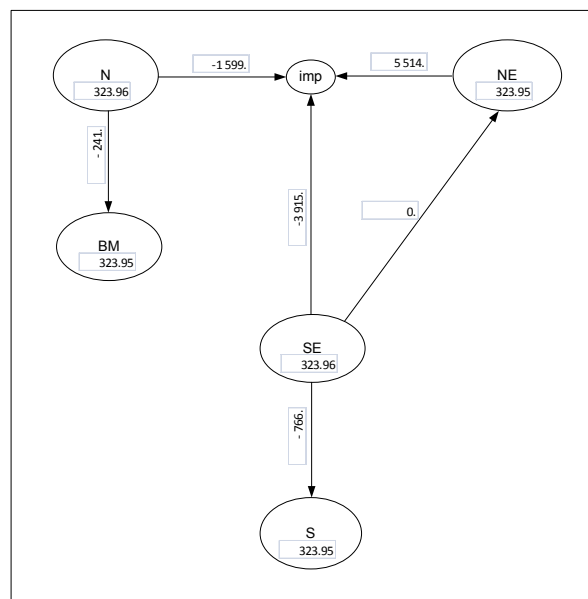 -1 599.
5 514.
N
323.96
imp
NE
323.95
- 241.
-3 915.
0.
BM
323.95
SE
323.96
- 766.
S
323.95